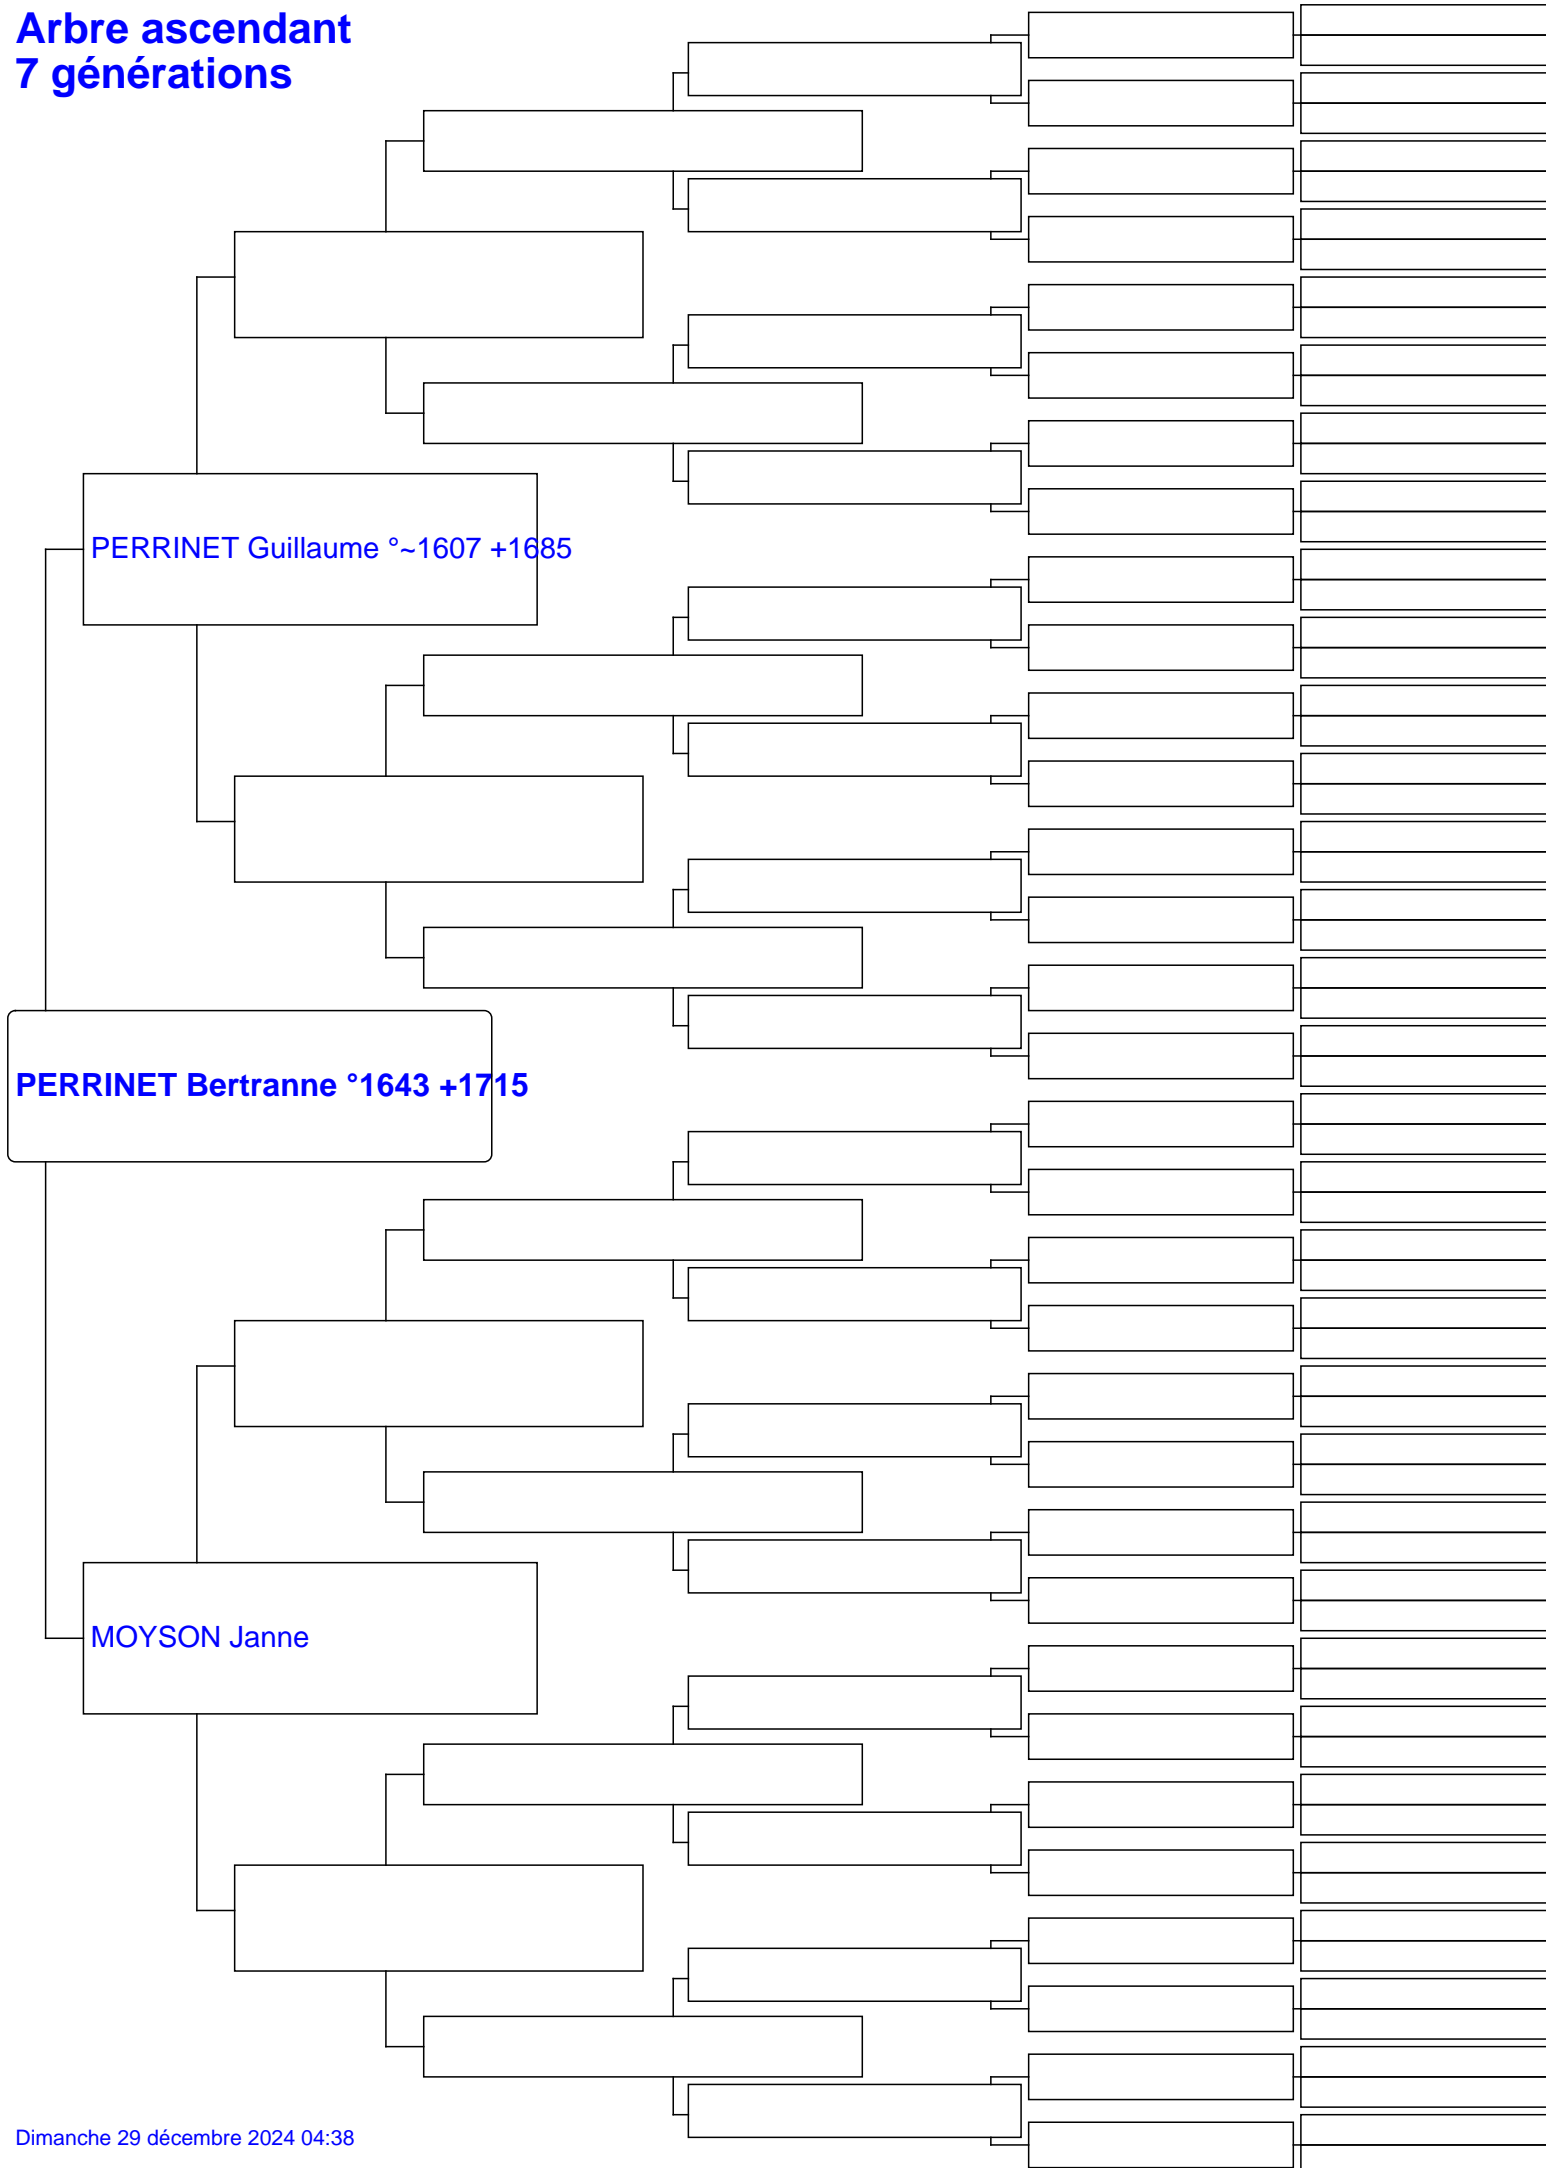 Arbre ascendant
7 générations
PERRINET Guillaume °~1607 +1685
PERRINET Bertranne °1643 +1715
MOYSON Janne
Dimanche 29 décembre 2024 04:38